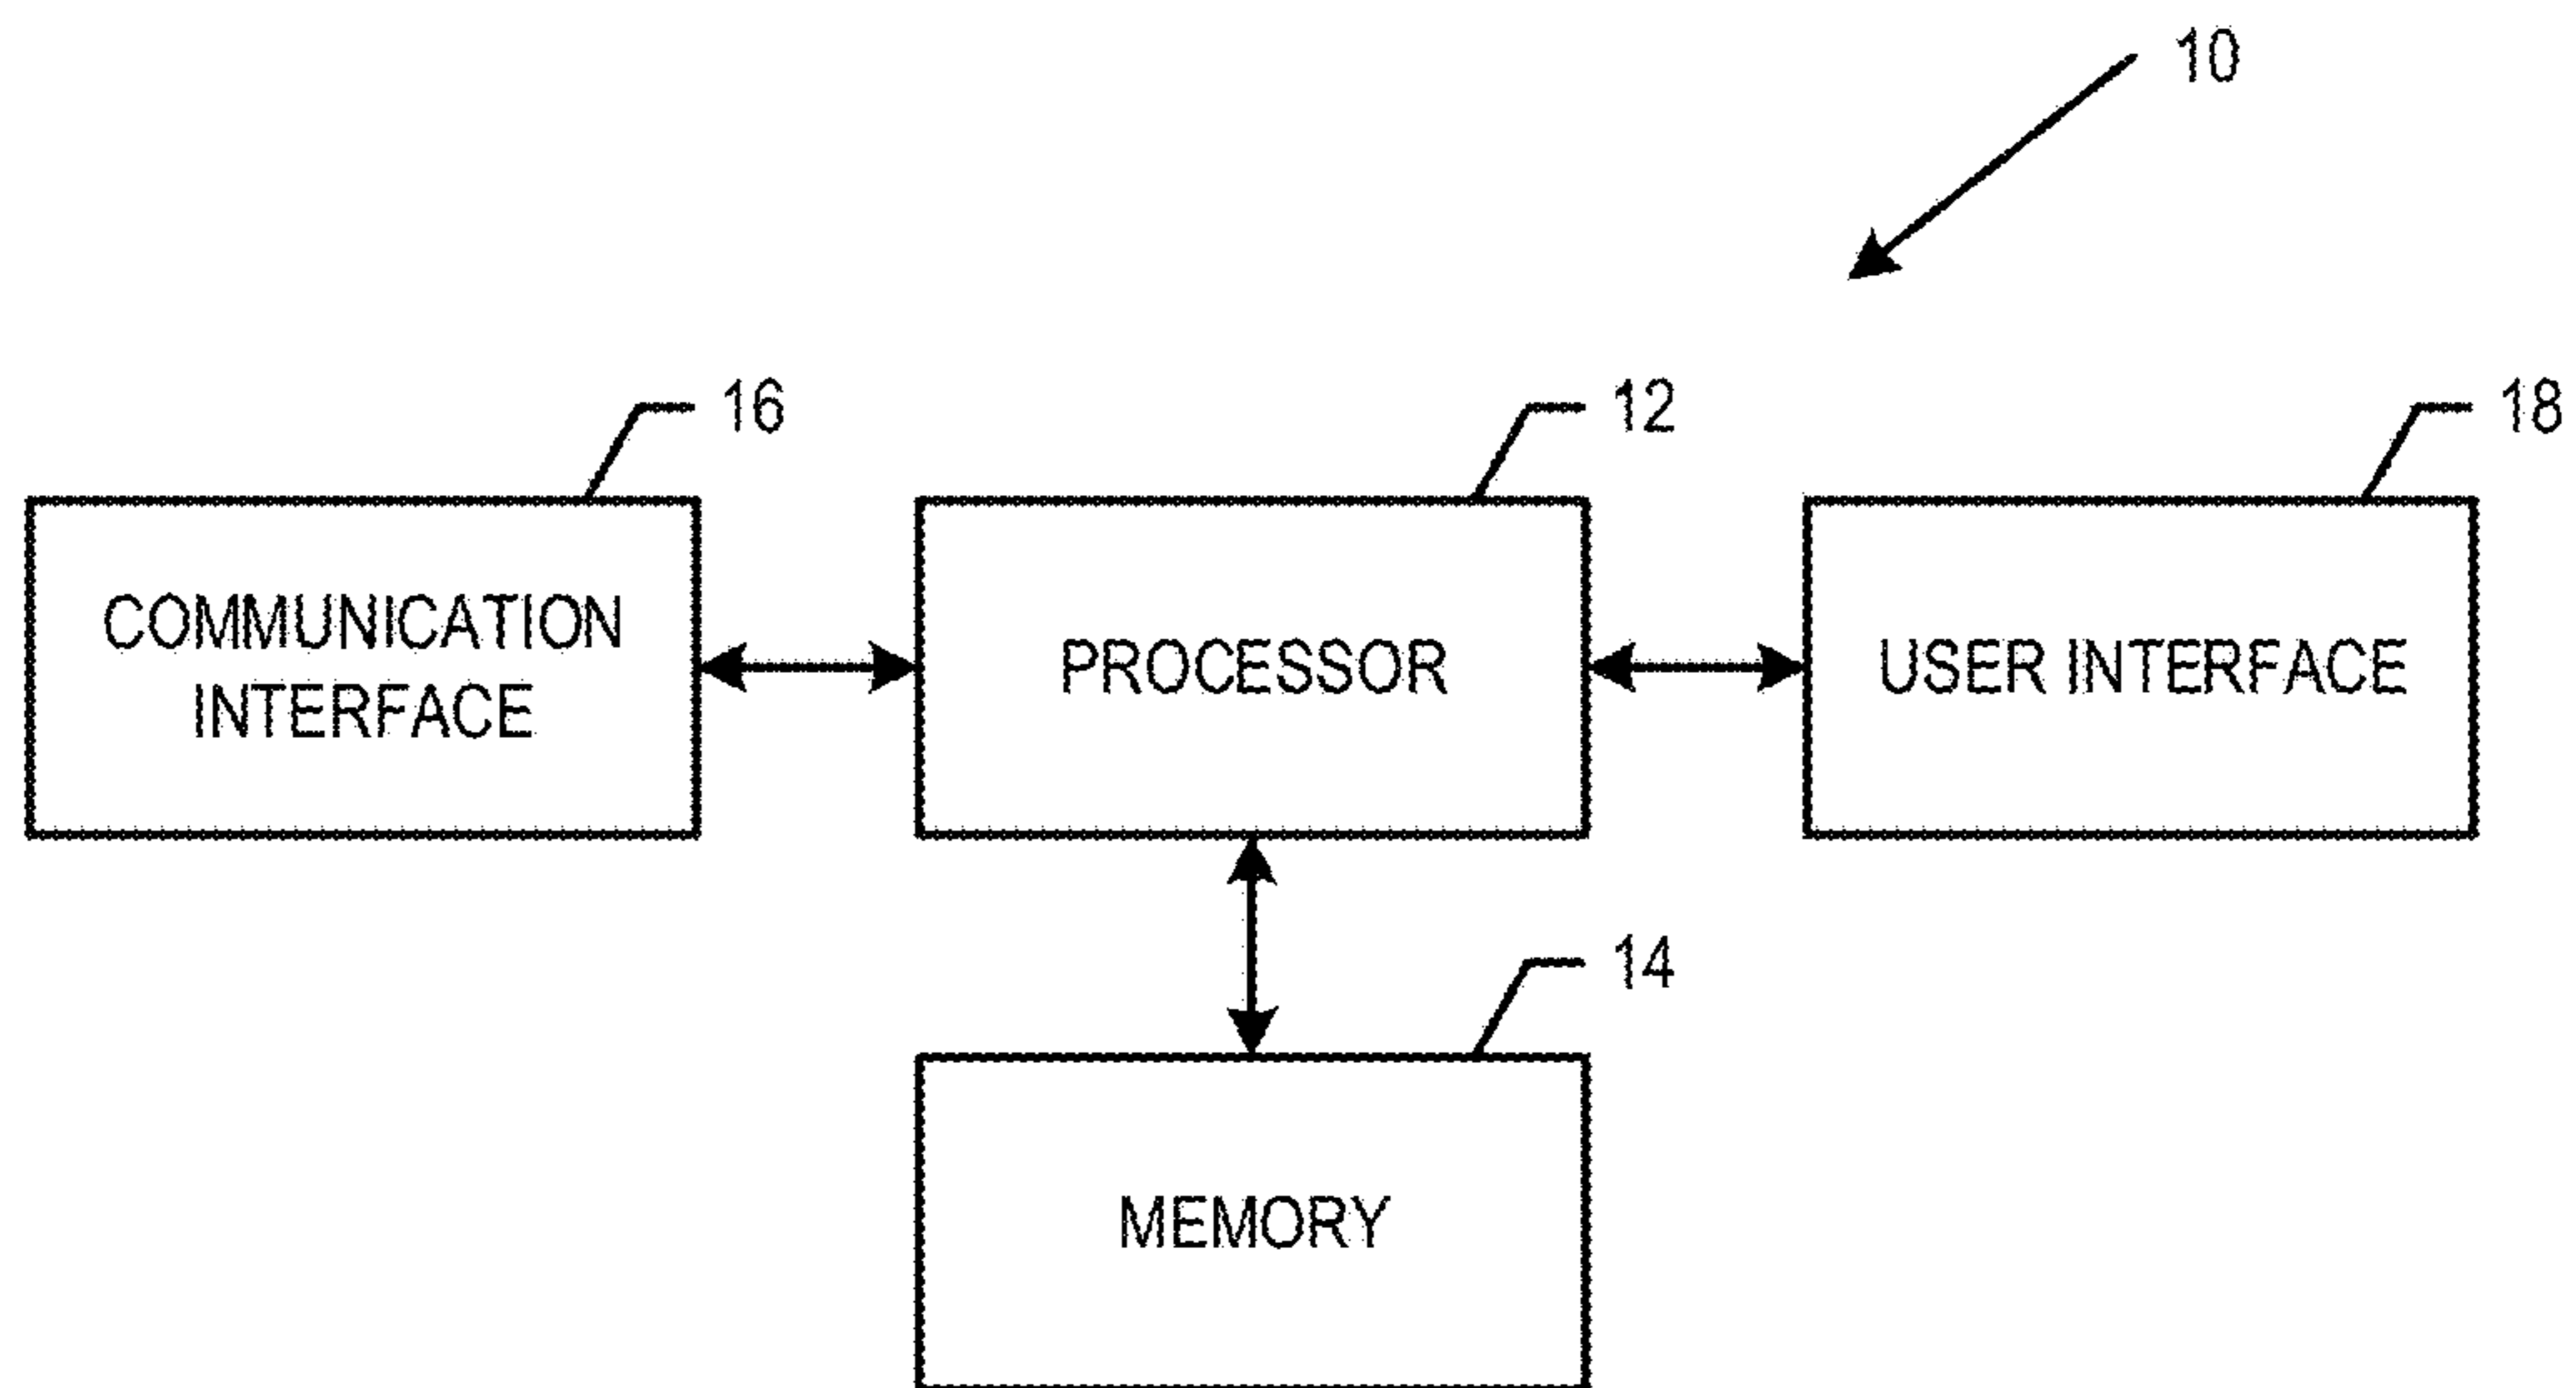 10
16
12
18
COMMUNICATION
INTERFACE
PROCESSOR
USER INTERFACE
14
MEMORY